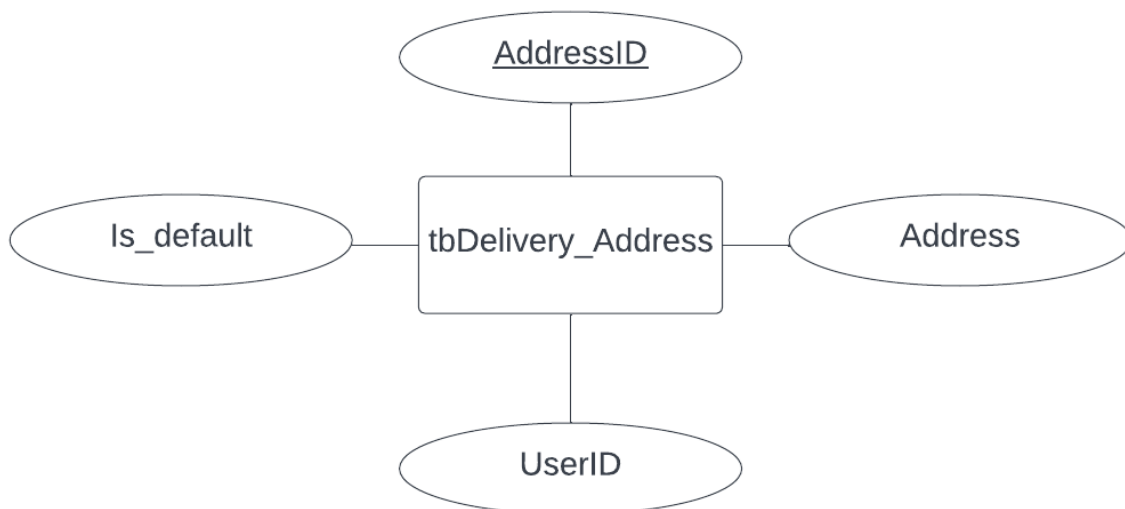 AddressID
Is_default
tbDelivery_Address
Address
UserID